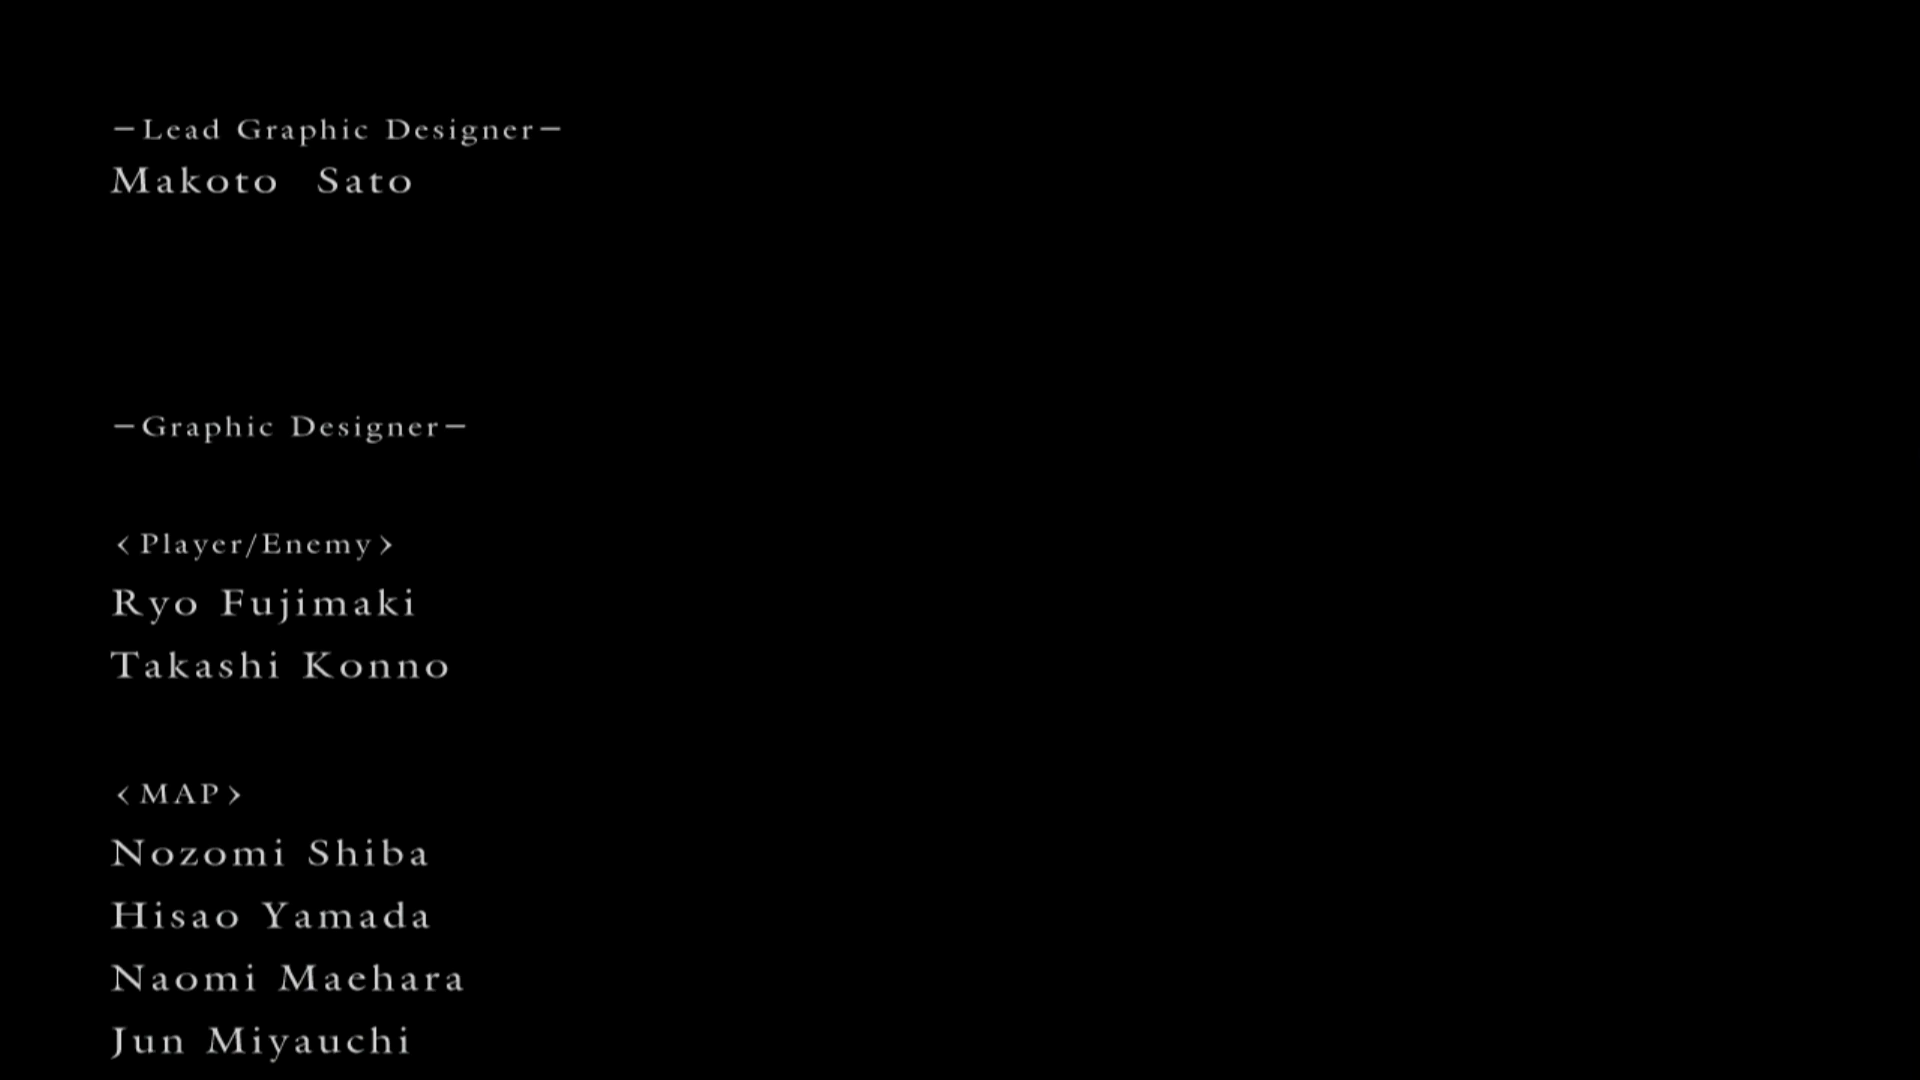 －Lead Graphic Designer－
Makoto Sato
－Graphic Designer－
＜Player/Enemy＞
Ryo Fujimaki
Takashi Konno
＜MAP＞
Nozomi Shiba
Hisao Yamada
Naomi Maehara
Jun Miyauchi